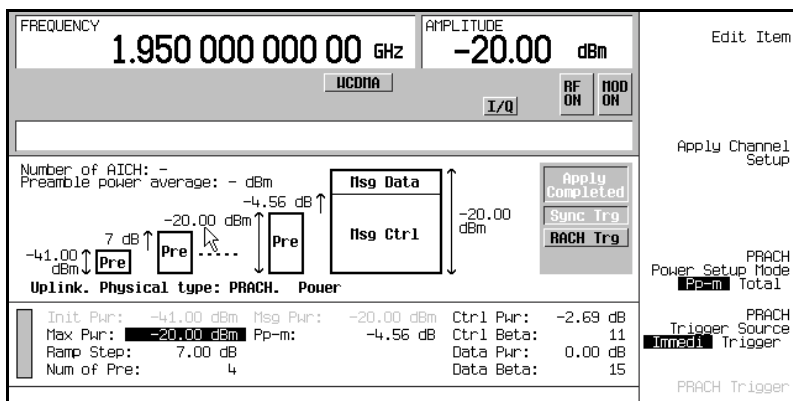 FREQUENCY
1.950 000 000 00 GHz
AMPLITUDE
-20.00 dBm
WCDMA
I/Q
RF ON
MOD ON
Number of AICH: -
Preamble power average: - dBm
-41.00 dBm
Pre
7 dB
Pre
-20.00 dBm
.....
-4.56 dB
Pre
Msg Data
Msg Ctrl
-20.00 dBm
Apply Completed
Sync Trg
RACH Trg
Uplink. Physical type: PRACH. Power
Init Pwr: -41.00 dBm Msg Pwr: -20.00 dBm Ctrl Pwr: -2.69 dB
Max Pwr: -20.00 dBm Pp-m: -4.56 dB Ctrl Beta: 11
Ramp Step: 7.00 dB Data Pwr: 0.00 dB
Num of Pre: 4 Data Beta: 15
Edit Item
Apply Channel
Setup
PRACH
Power Setup Mode
Pp-m Total
PRACH
Trigger Source
Immedi Trigger
PRACH Trigger